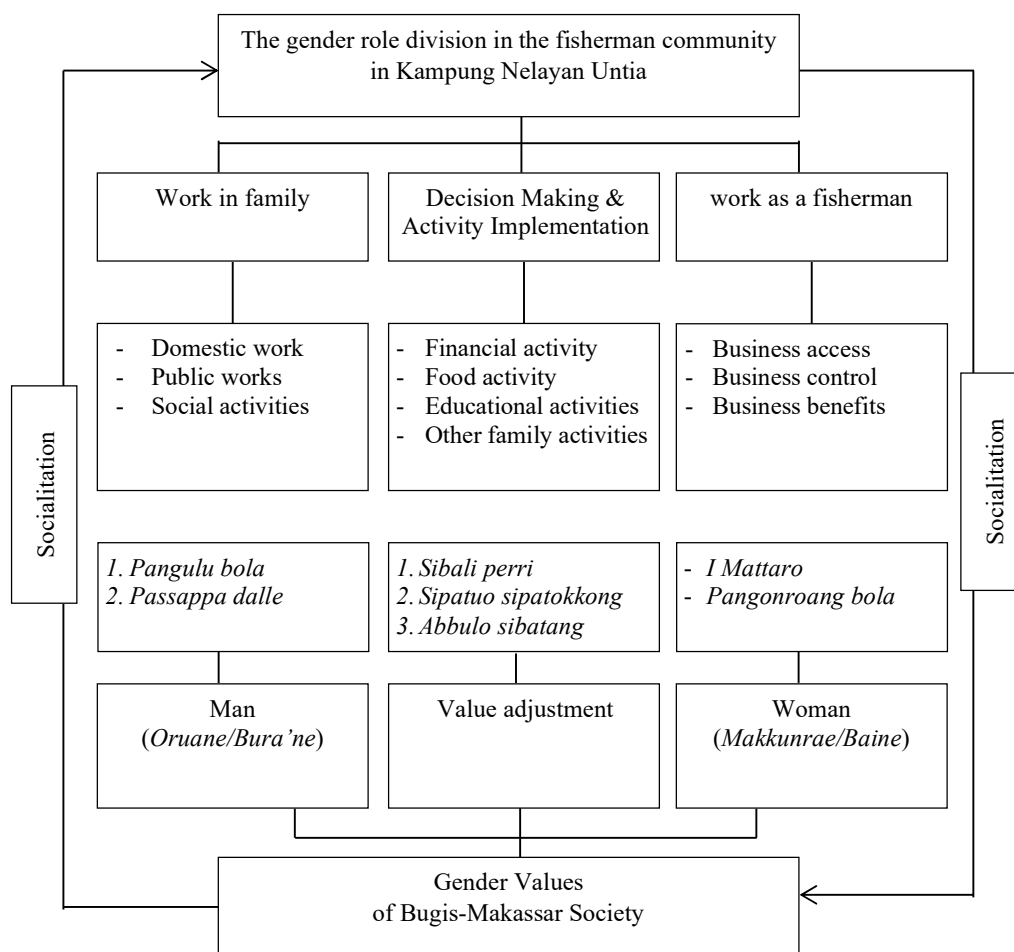 The gender role division in the fisherman community
in Kampung Nelayan Untia
Work in family
Decision Making &
Activity Implementation
work as a fisherman
- Domestic work
- Public works
- Social activities
- Financial activity
- Food activity
- Educational activities
- Other family activities
- Business access
- Business control
- Business benefits
Socialitation
Socialitation
1. Pangulu bola
2. Passappa dalle
1. Sibali perri
2. Sipatuo sipatokkong
3. Abbulo sibatang
- I Mattaro
- Pangonroang bola
Man
(Oruane/Bura’ne)
Value adjustment
Woman
(Makkunrae/Baine)
Gender Values
of Bugis-Makassar Society